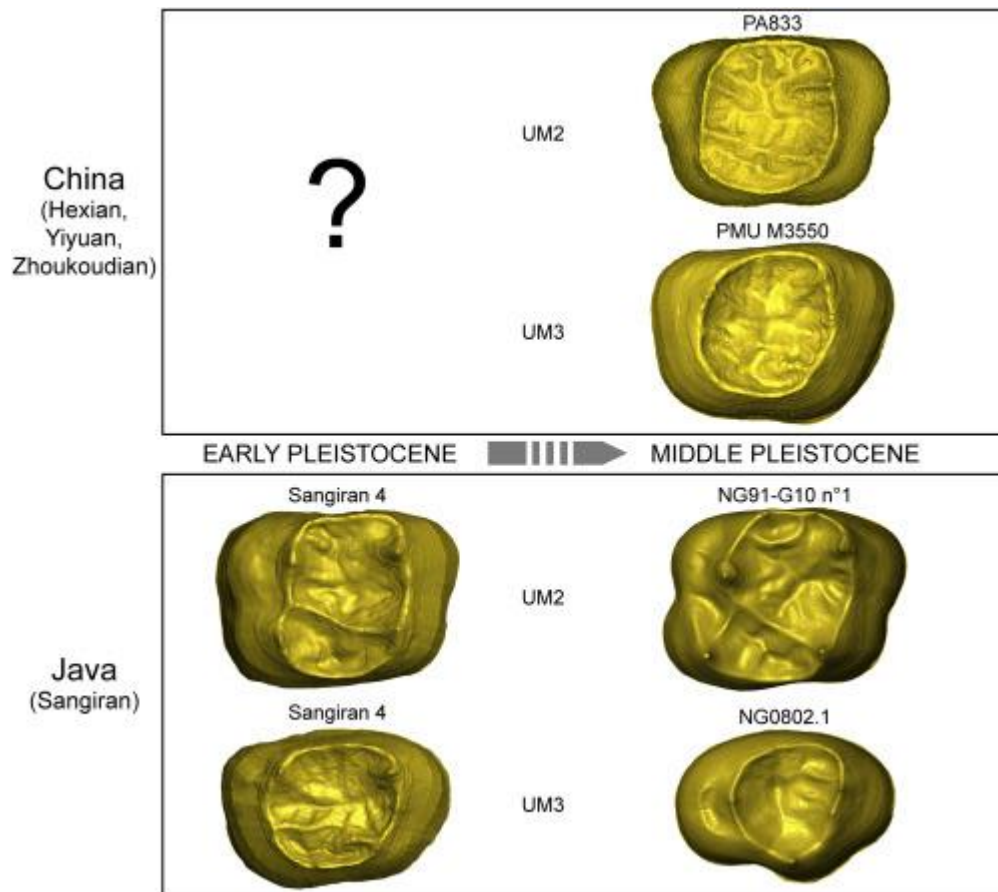 PA833
UM2
China
(Hexian,
Yiyuan,
Zhoukoudian)
?
PMU M3550
UM3
EARLY PLEISTOCENE MIDDLE PLEISTOCENE
Sangiran 4 NG91-G10 n°1
UM2
Java
(Sangiran)
Sangiran 4 NG0802.1
UM3